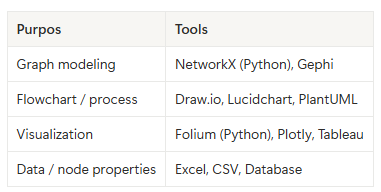 Purpos Tools
Graph modeling NetworkX (Python), Gephi
Flowchart / process Draw.io, Lucidchart, PlantUML
Visualization Folium (Python), Plotly, Tableau
Data / node properties Excel, CSV, Database